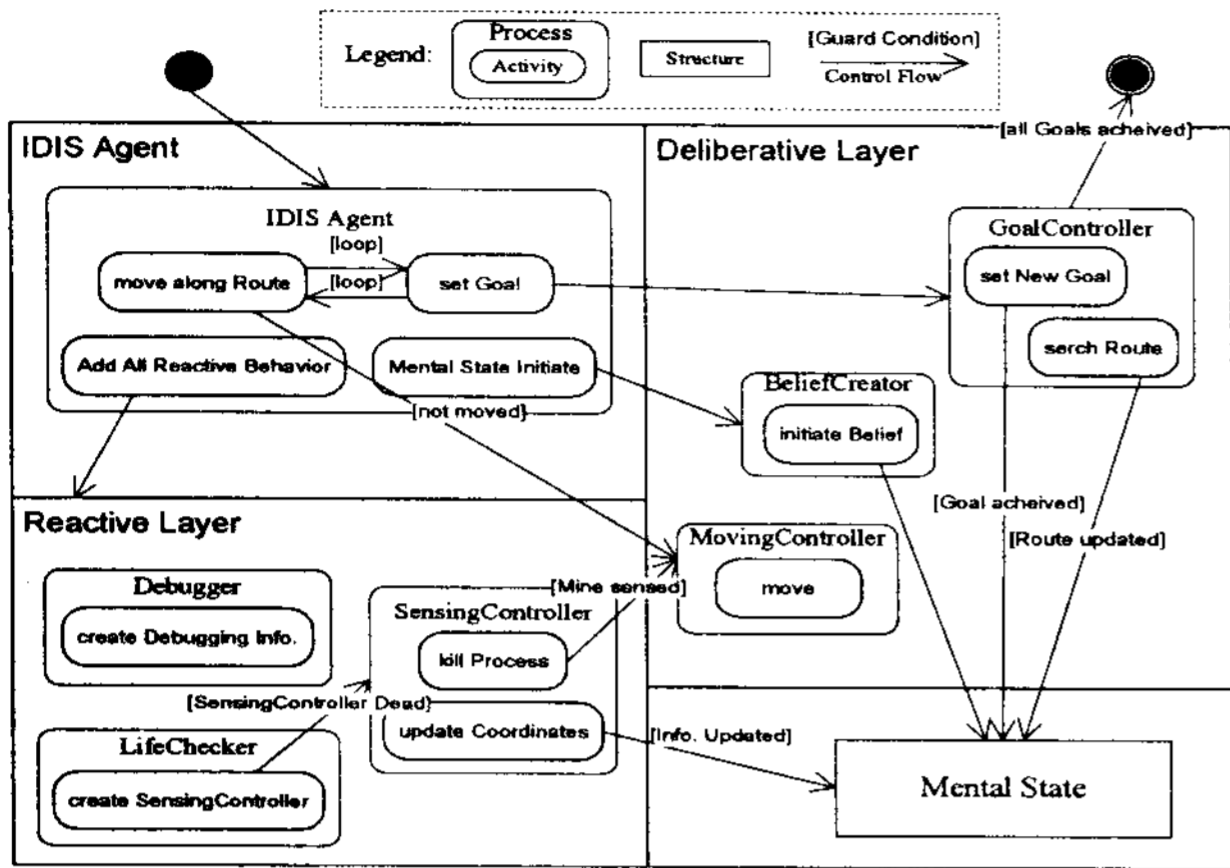 Legend:
Process
Activity
Structure
[Guard Condition]
Control Flow
IDIS Agent
Deliberative Layer
[all Goals acheived]
IDIS Agent
[loop]
move along Route
[loop]
set Goal
Add All Reactive Behavior
Mental State Initiate
[not moved]
GoalController
set New Goal
serch Route
BeliefCreator
initiate Belief
[Goal acheived]
[Route updated]
Reactive Layer
MovingController
move
[Mine sensed]
Debugger
create Debugging Info.
SensingController
kill Process
[SensingController Dead]
update Coordinates
[Info. Updated]
LifeChecker
create SensingController
Mental State